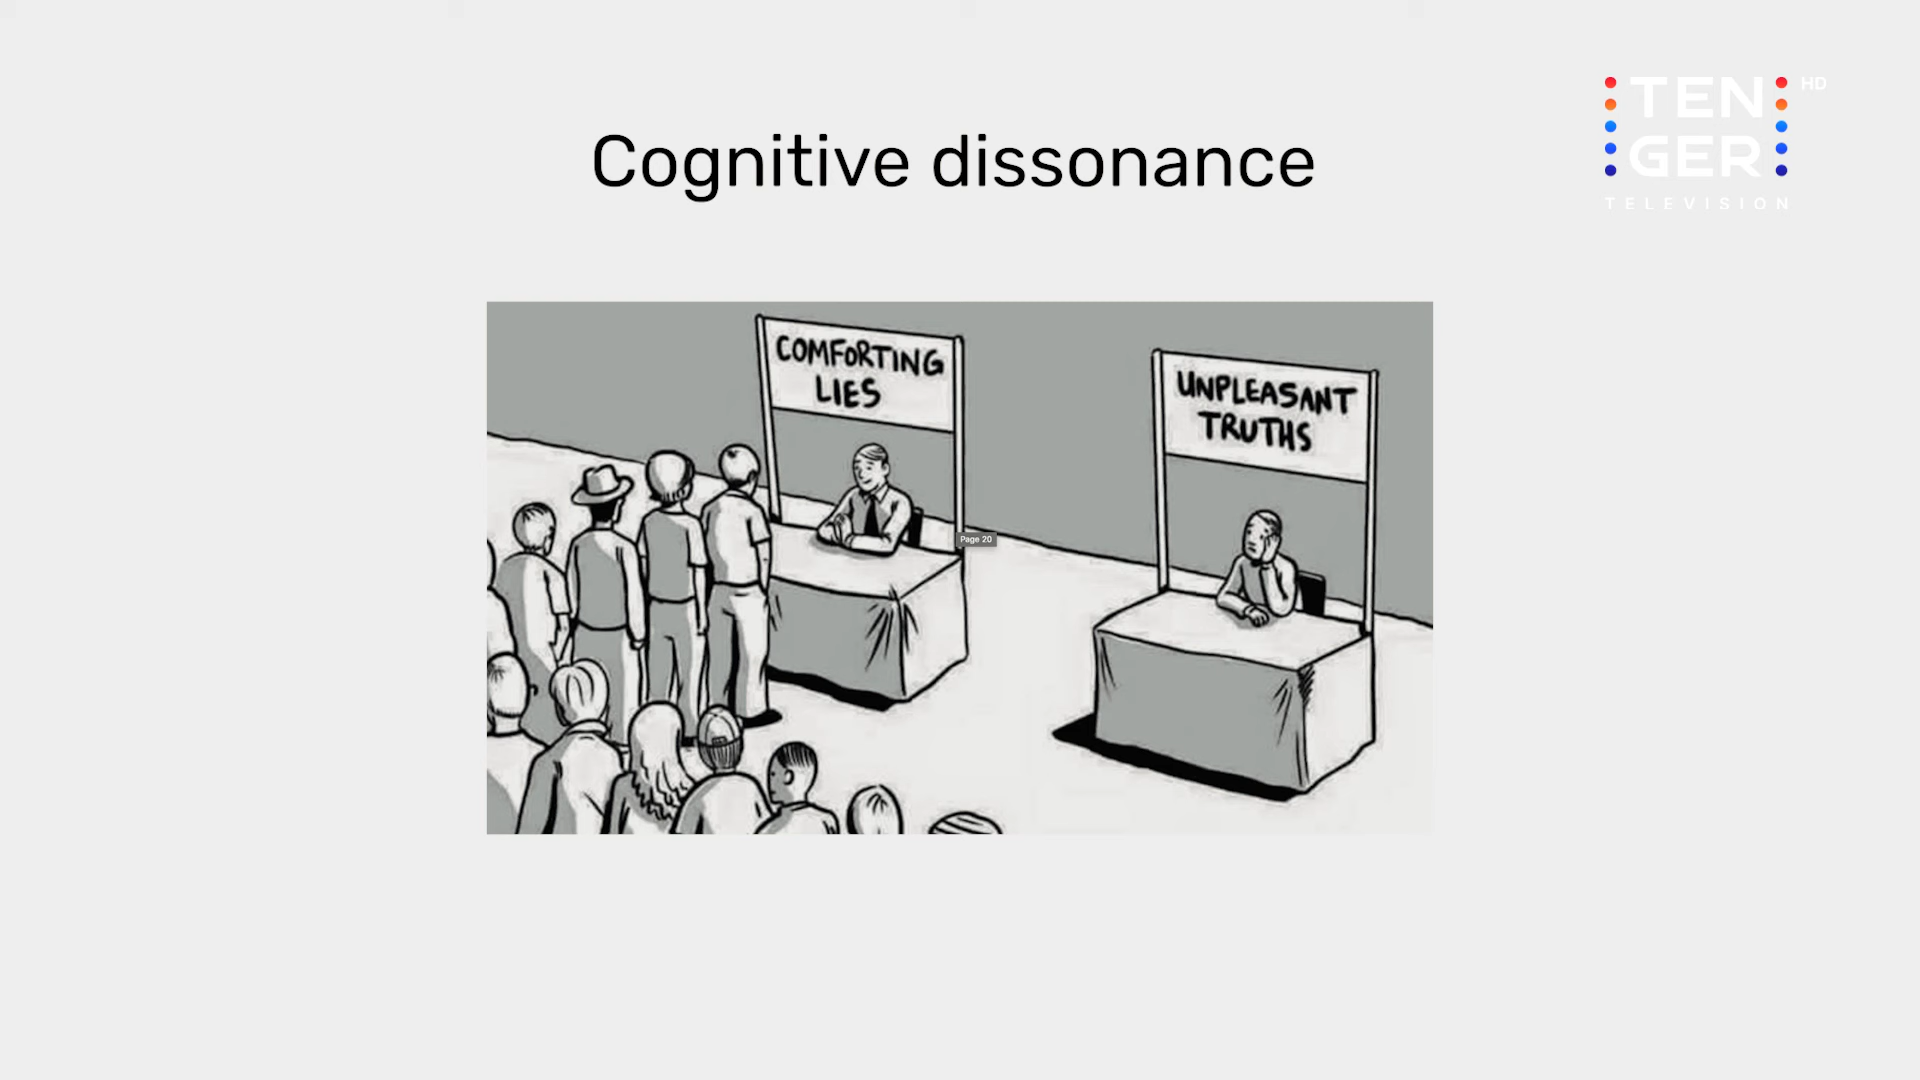 TEN
GER
HD
TELEVISION
Cognitive dissonance
COMFORTING
LIES
UNPLEASANT
TRUTHS
Page 20